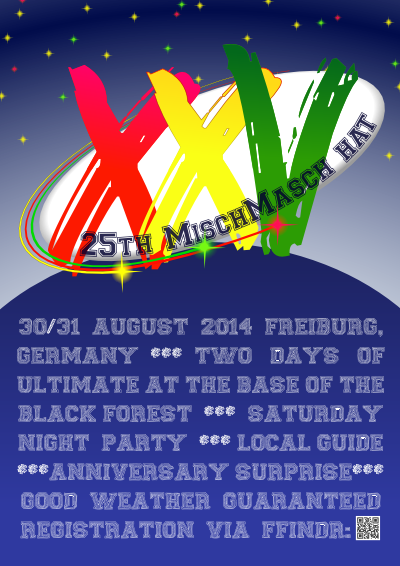 XXV
25TH MISCHMASCH HAT
30/31 AUGUST 2014 FREIBURG,
GERMANY *** TWO DAYS OF
ULTIMATE AT THE BASE OF THE
BLACK FOREST *** SATURDAY
NIGHT PARTY *** LOCAL GUIDE
***ANNIVERSARY SURPRISE***
GOOD WEATHER GUARANTEED
REGISTRATION VIA FFINDR: